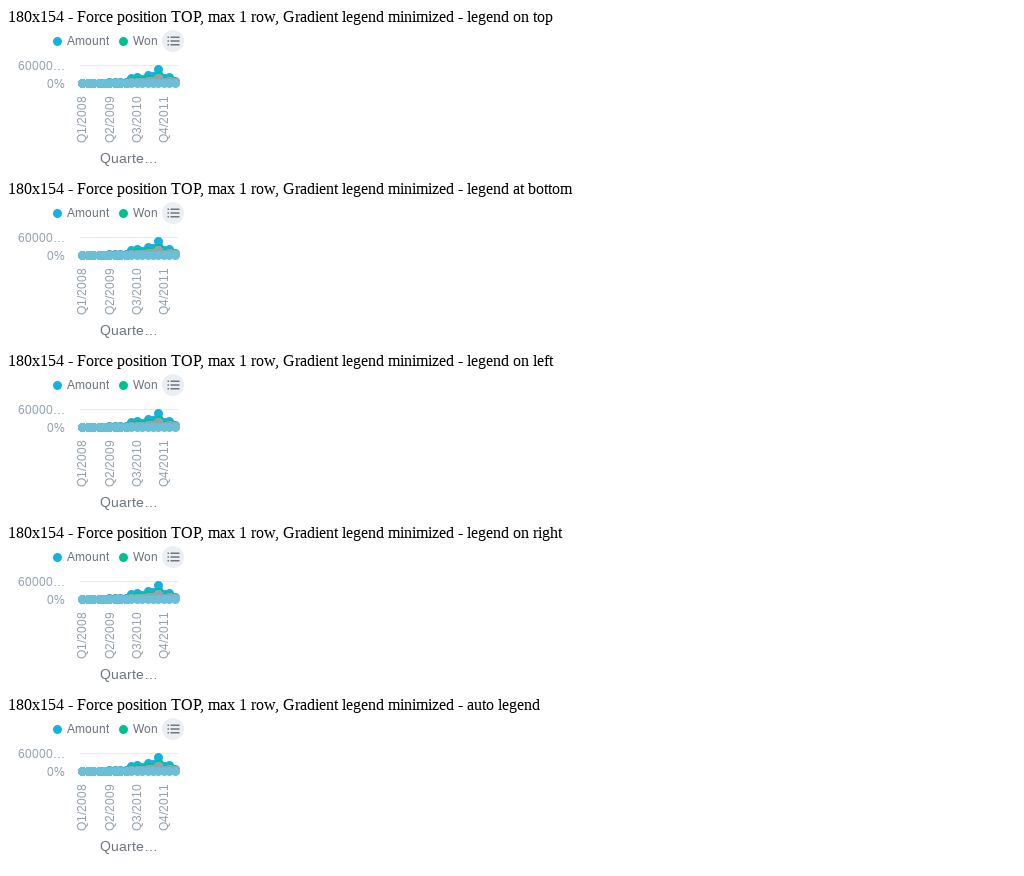 180x154 - Force position TOP, max 1 row, Gradient legend minimized - legend on top
Amount Won
60000…
0%
Q1/2008 Q2/2009 Q3/2010 Q4/2011
Quarte…
180x154 - Force position TOP, max 1 row, Gradient legend minimized - legend at bottom
Amount Won
60000…
0%
Q1/2008 Q2/2009 Q3/2010 Q4/2011
Quarte…
180x154 - Force position TOP, max 1 row, Gradient legend minimized - legend on left
Amount Won
60000…
0%
Q1/2008 Q2/2009 Q3/2010 Q4/2011
Quarte…
180x154 - Force position TOP, max 1 row, Gradient legend minimized - legend on right
Amount Won
60000…
0%
Q1/2008 Q2/2009 Q3/2010 Q4/2011
Quarte…
180x154 - Force position TOP, max 1 row, Gradient legend minimized - auto legend
Amount Won
60000…
0%
Q1/2008 Q2/2009 Q3/2010 Q4/2011
Quarte…